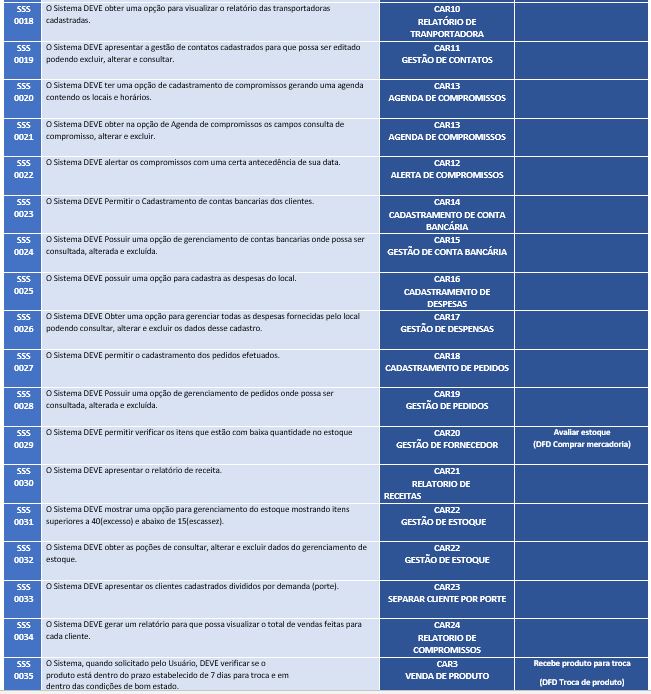 SSS
0018
O Sistema DEVE obter uma opção para visualizar o relatório das transportadoras
cadastradas.
CAR10
RELATÓRIO DE
TRANPORTADORA
SSS
0019
O Sistema DEVE apresentar a gestão de contatos cadastrados para que possa ser editado
podendo excluir, alterar e consultar.
CAR11
GESTÃO DE CONTATOS
SSS
0020
O Sistema DEVE ter uma opção de cadastramento de compromissos gerando uma agenda
contendo os locais e horários.
CAR13
AGENDA DE COMPROMISSOS
SSS
0021
O Sistema DEVE obter na opção de Agenda de compromissos os campos consulta de
compromisso, alterar e excluir.
CAR13
AGENDA DE COMPROMISSOS
SSS
0022
O Sistema DEVE alertar os compromissos com uma certa antecedência de sua data.
CAR12
ALERTA DE COMPROMISSOS
SSS
0023
O Sistema DEVE Permitir o Cadastramento de contas bancarias dos clientes.
CAR14
CADASTRAMENTO DE CONTA
BANCÁRIA
SSS
0024
O Sistema DEVE Possuir uma opção de gerenciamento de contas bancarias onde possa ser
consultada, alterada e excluída.
CAR15
GESTÃO DE CONTA BANCÁRIA
SSS
0025
O Sistema DEVE possuir uma opção para cadastra as despesas do local.
CAR16
CADASTRAMENTO DE
DESPESAS
SSS
0026
O Sistema DEVE Obter uma opção para gerenciar todas as despesas fornecidas pelo local
podendo consultar, alterar e excluir os dados desse cadastro.
CAR17
GESTÃO DE DESPENSAS
SSS
0027
O Sistema DEVE permitir o cadastramento dos pedidos efetuados.
CAR18
CADASTRAMENTO DE PEDIDOS
SSS
0028
O Sistema DEVE Possuir uma opção de gerenciamento de pedidos onde possa ser
consultada, alterada e excluída.
CAR19
GESTÃO DE PEDIDOS
SSS
0029
O Sistema DEVE permitir verificar os itens que estão com baixa quantidade no estoque
CAR20
GESTÃO DE FORNECEDOR
Avaliar estoque
(DFD Comprar mercadoria)
SSS
0030
O Sistema DEVE apresentar o relatório de receita.
CAR21
RELATORIO DE
RECEITAS
SSS
0031
O Sistema DEVE mostrar uma opção para gerenciamento do estoque mostrando itens
superiores a 40(excesso) e abaixo de 15(escassez).
CAR22
GESTÃO DE ESTOQUE
SSS
0032
O Sistema DEVE obter as poções de consultar, alterar e excluir dados do gerenciamento de
estoque.
CAR22
GESTÃO DE ESTOQUE
SSS
0033
O Sistema DEVE apresentar os clientes cadastrados divididos por demanda (porte).
CAR23
SEPARAR CLIENTE POR PORTE
SSS
0034
O Sistema DEVE gerar um relatório para que possa visualizar o total de vendas feitas para
cada cliente.
CAR24
RELATORIO DE
COMPROMISSOS
SSS
0035
O Sistema, quando solicitado pelo Usuário, DEVE verificar se o
produto está dentro do prazo estabelecido de 7 dias para troca e em
dentro das condições de bom estado.
CAR3
VENDA DE PRODUTO
Recebe produto para troca
(DFD Troca de produto)